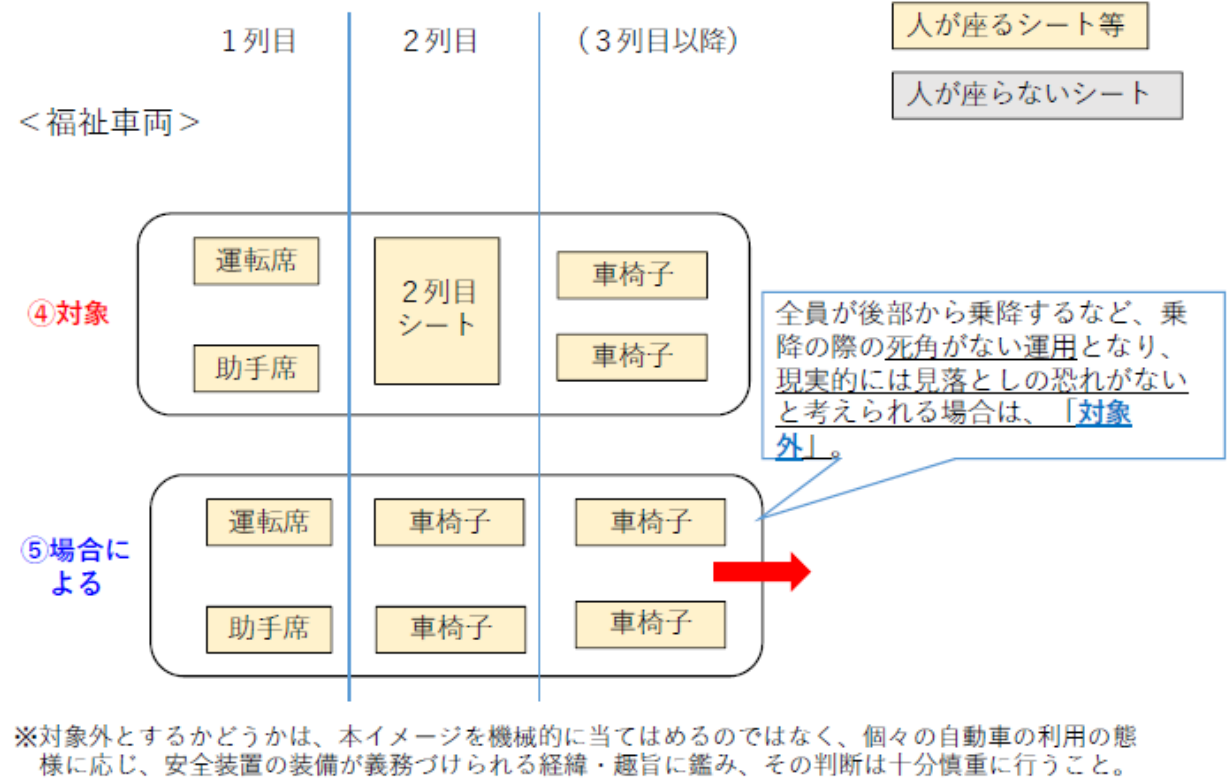 1列目
2列目
(3列目以降)
人が座るシート等
人が座らないシート
＜福祉車両＞
④対象
運転席
助手席
2列目
シート
車椅子
車椅子
全員が後部から乗降するなど、乗
降の際の死角がない運用となり、
現実的には見落としの恐れがない
と考えられる場合は、「対象
外」。
⑤場合に
よる
運転席
助手席
車椅子
車椅子
車椅子
車椅子
※対象外とするかどうかは、本イメージを機械的に当てはめるのではなく、個々の自動車の利用の態
様に応じ、安全装置の装備が義務づけられる経緯・趣旨に鑑み、その判断は十分慎重に行うこと。